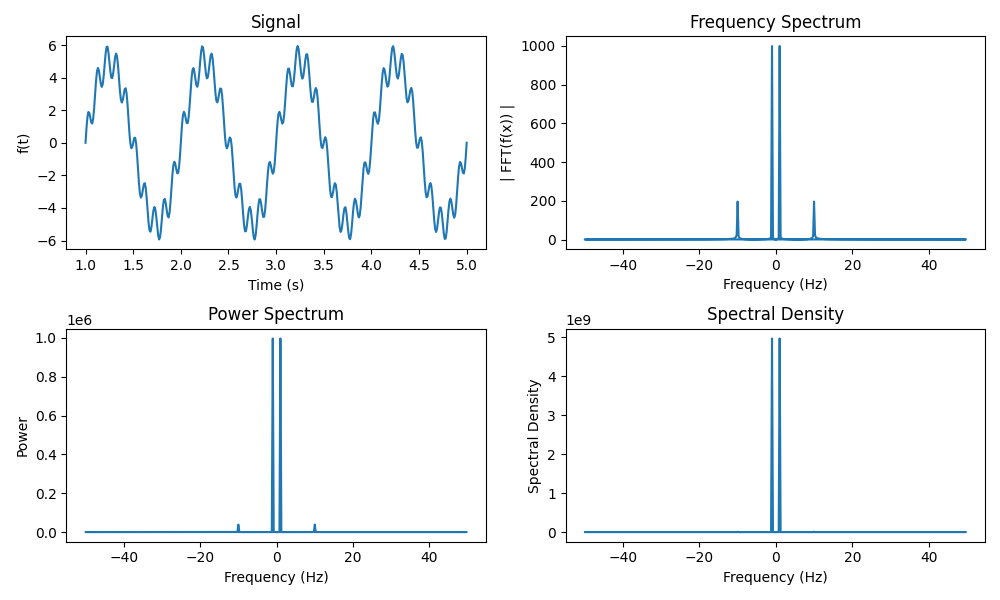 Signal
f(t)
6
4
2
0
−2
−4
−6
1.0 1.5 2.0 2.5 3.0 3.5 4.0 4.5 5.0
Time (s)
Frequency Spectrum
| FFT(f(x)) |
1000
800
600
400
200
0
−40 −20 0 20 40
Frequency (Hz)
Power Spectrum
1e6
Power
1.0
0.8
0.6
0.4
0.2
0.0
−40 −20 0 20 40
Frequency (Hz)
Spectral Density
1e9
Spectral Density
5
4
3
2
1
0
−40 −20 0 20 40
Frequency (Hz)